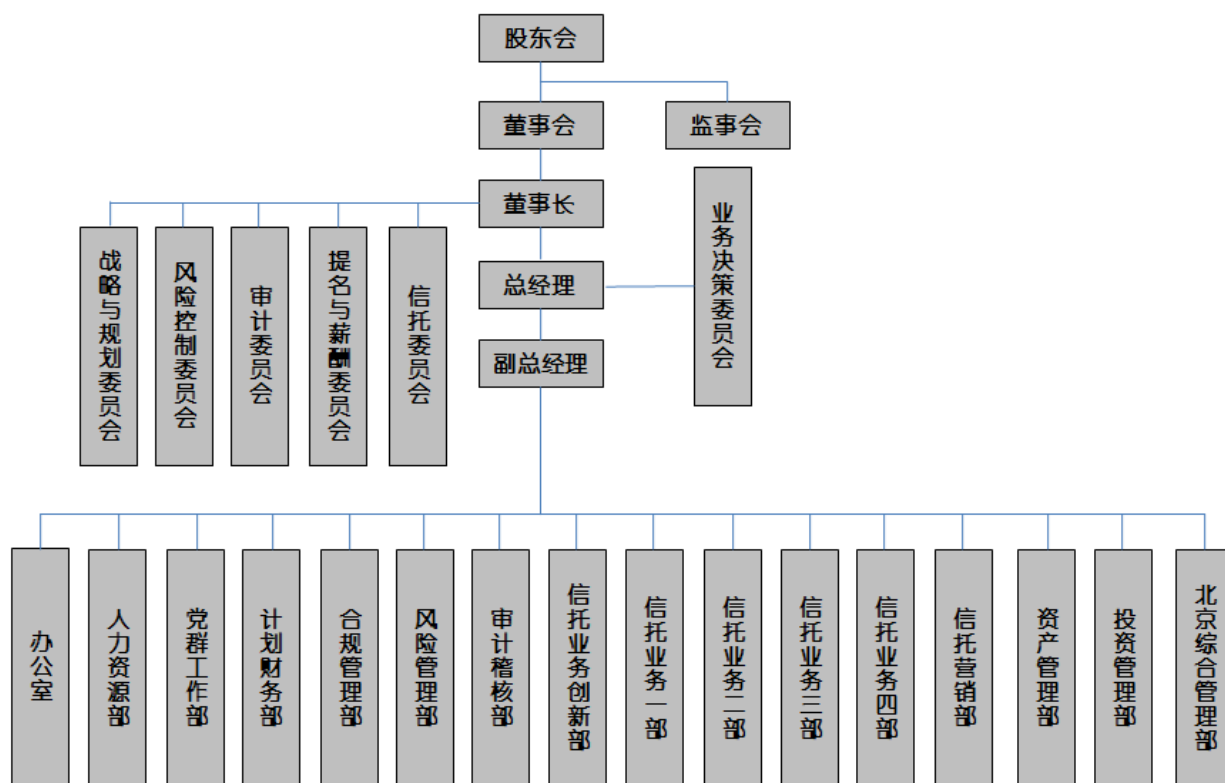 股东会
董事会
监事会
董事长
业务决策委员会
战略与规划委员会
风险控制委员会
审计委员会
提名与薪酬委员会
信托委员会
总经理
副总经理
办公室
人力资源部
党群工作部
计划财务部
合规管理部
风险管理部
审计稽核部
信托业务创新部
信托业务一部
信托业务二部
信托业务三部
信托业务四部
信托营销部
资产管理部
投资管理部
北京综合管理部